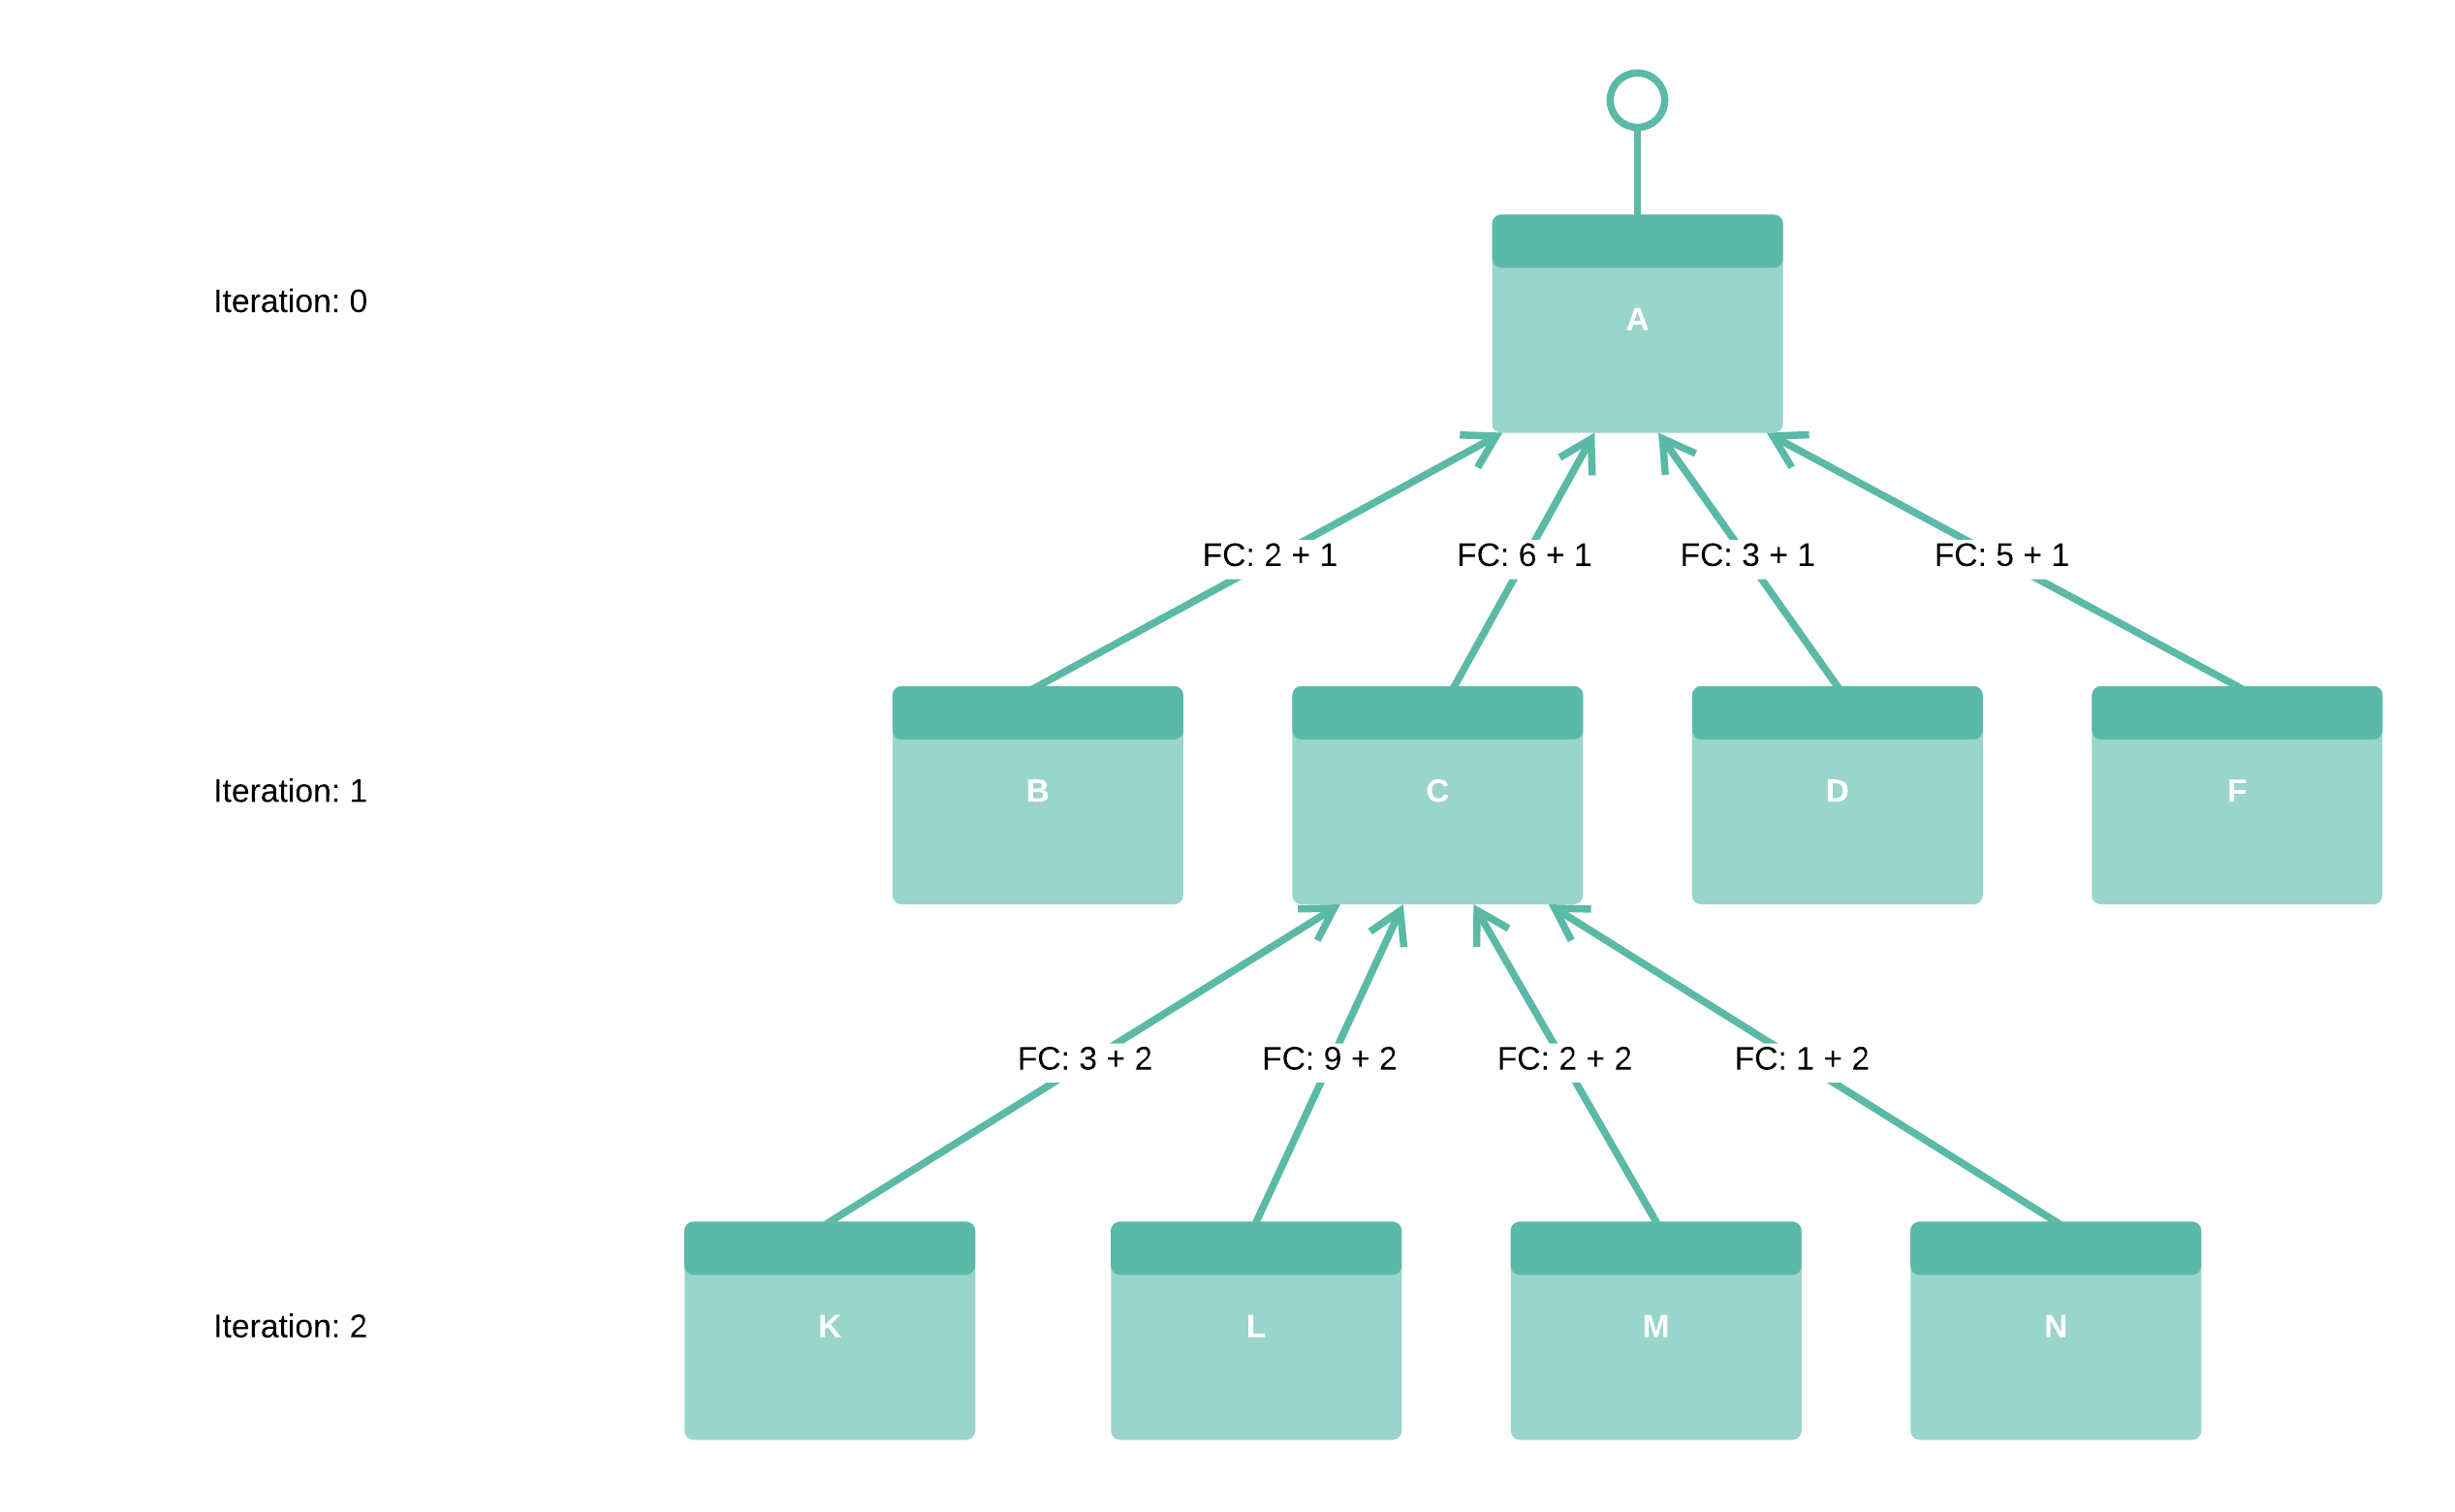 Iteration: 0
A
FC: 2 + 1
FC: 6 + 1
FC: 3 + 1
FC: 5 + 1
Iteration: 1
B
C
D
F
FC: 3 + 2
FC: 9 + 2
FC: 2 + 2
FC: 1 + 2
Iteration: 2
K
L
M
N